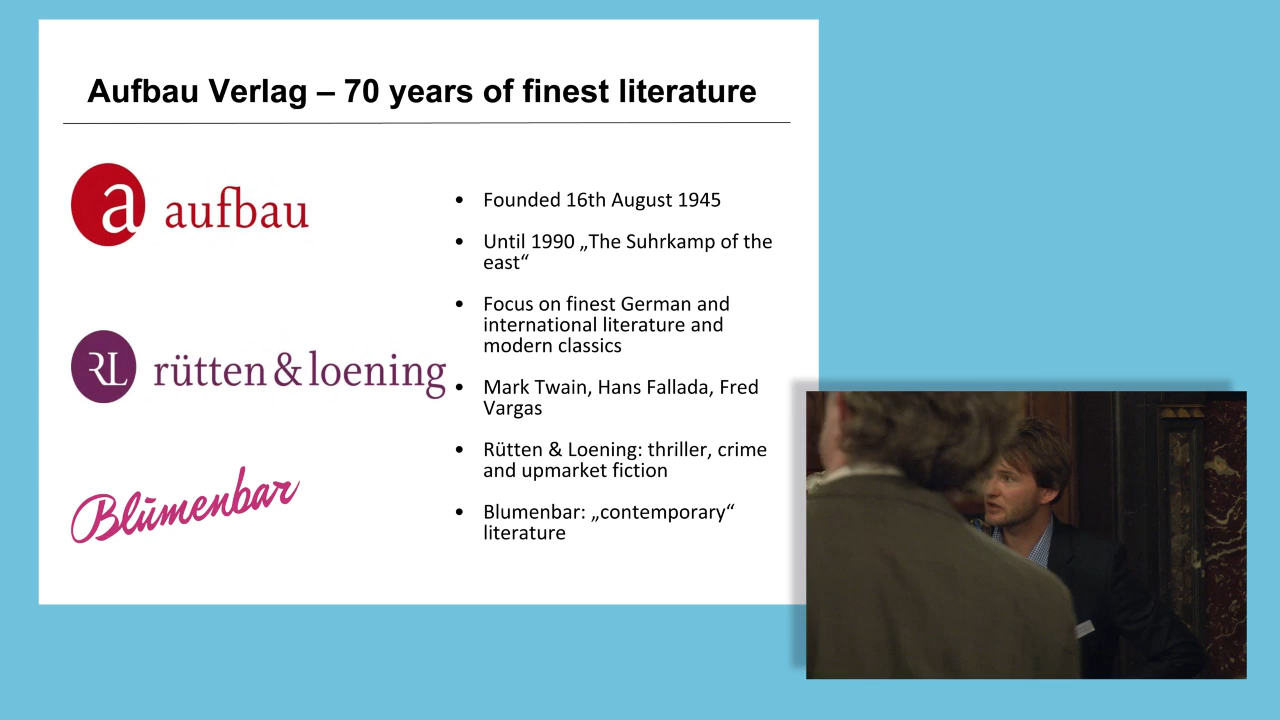 Aufbau Verlag – 70 years of finest literature
a aufbau
RL rütten & loening
Blumenbar
• Founded 16th August 1945
• Until 1990 „The Suhrkamp of the
east“
• Focus on finest German and
international literature and
modern classics
• Mark Twain, Hans Fallada, Fred
Vargas
• Rütten & Loening: thriller, crime
and upmarket fiction
• Blumenbar: „contemporary“
literature